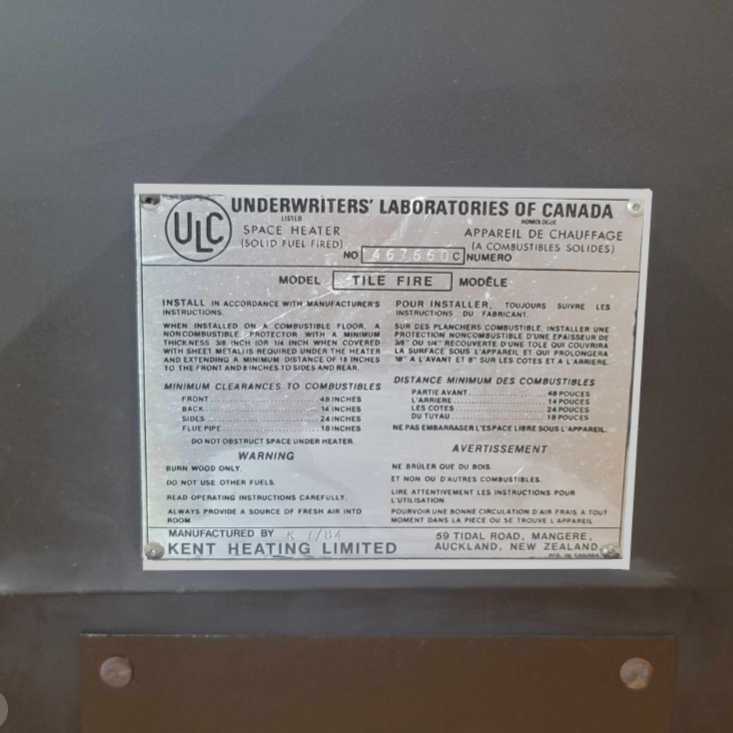 ULC
UNDERWRITERS' LABORATORIES OF CANADA
LISTED
HOMOLOGUE
SPACE HEATER
(SOLID FUEL FIRED)
APPAREIL DE CHAUFFAGE
(A COMBUSTIBLES SOLIDES)
NO 467660 C NUMERO
MODEL TILE FIRE MODÈLE
INSTALL IN ACCORDANCE WITH MANUFACTURER'S
INSTRUCTIONS.
WHEN INSTALLED ON A COMBUSTIBLE FLOOR, A
NONCOMBUSTIBLE PROTECTOR WITH A MINIMUM
THICKNESS 3/8 INCH (OR 1/4 INCH WHEN COVERED
WITH SHEET METAL) IS REQUIRED UNDER THE HEATER
AND EXTENDING A MINIMUM DISTANCE OF 18 INCHES
TO THE FRONT AND 8 INCHES TO SIDES AND REAR.
MINIMUM CLEARANCES TO COMBUSTIBLES
FRONT 48 INCHES
BACK 14 INCHES
SIDES 24 INCHES
FLUE PIPE 18 INCHES
DO NOT OBSTRUCT SPACE UNDER HEATER.
WARNING
BURN WOOD ONLY.
DO NOT USE OTHER FUELS.
READ OPERATING INSTRUCTIONS CAREFULLY.
ALWAYS PROVIDE A SOURCE OF FRESH AIR INTO
ROOM
POUR INSTALLER, TOUJOURS SUIVRE LES
INSTRUCTIONS DU FABRICANT.
SUR DES PLANCHERS COMBUSTIBLE, INSTALLER UNE
PROTECTION NONCOMBUSTIBLE D'UNE EPAISSEUR DE
3/8" OU 1/4" RECOUVERTE D'UNE TOLE QUI COUVRIRA
LA SURFACE SOUS L'APPAREIL ET QUI PROLONGERA
18" A L'AVANT ET 8" SUR LES COTES ET A L'ARRIERE.
DISTANCE MINIMUM DES COMBUSTIBLES
PARTIE AVANT 48 POUCES
L'ARRIERE 14 POUCES
LES COTES 24 POUCES
DU TUYAU 18 POUCES
NE PAS EMBARRASER L'ESPACE LIBRE SOUS L'APPAREIL
AVERTISSEMENT
NE BRÛLER QUE DU BOIS.
ET NON OU D'AUTRES COMBUSTIBLES.
LIRE ATTENTIVEMENT LES INSTRUCTIONS POUR
L'UTILISATION.
POURVOIR UNE BONNE CIRCULATION D'AIR FRAIS A TOUT
MOMENT DANS LA PIECE OU SE TROUVE L'APPAREIL
MANUFACTURED BY K 1/84
KENT HEATING LIMITED
59 TIDAL ROAD, MANGERE,
AUCKLAND, NEW ZEALAND.